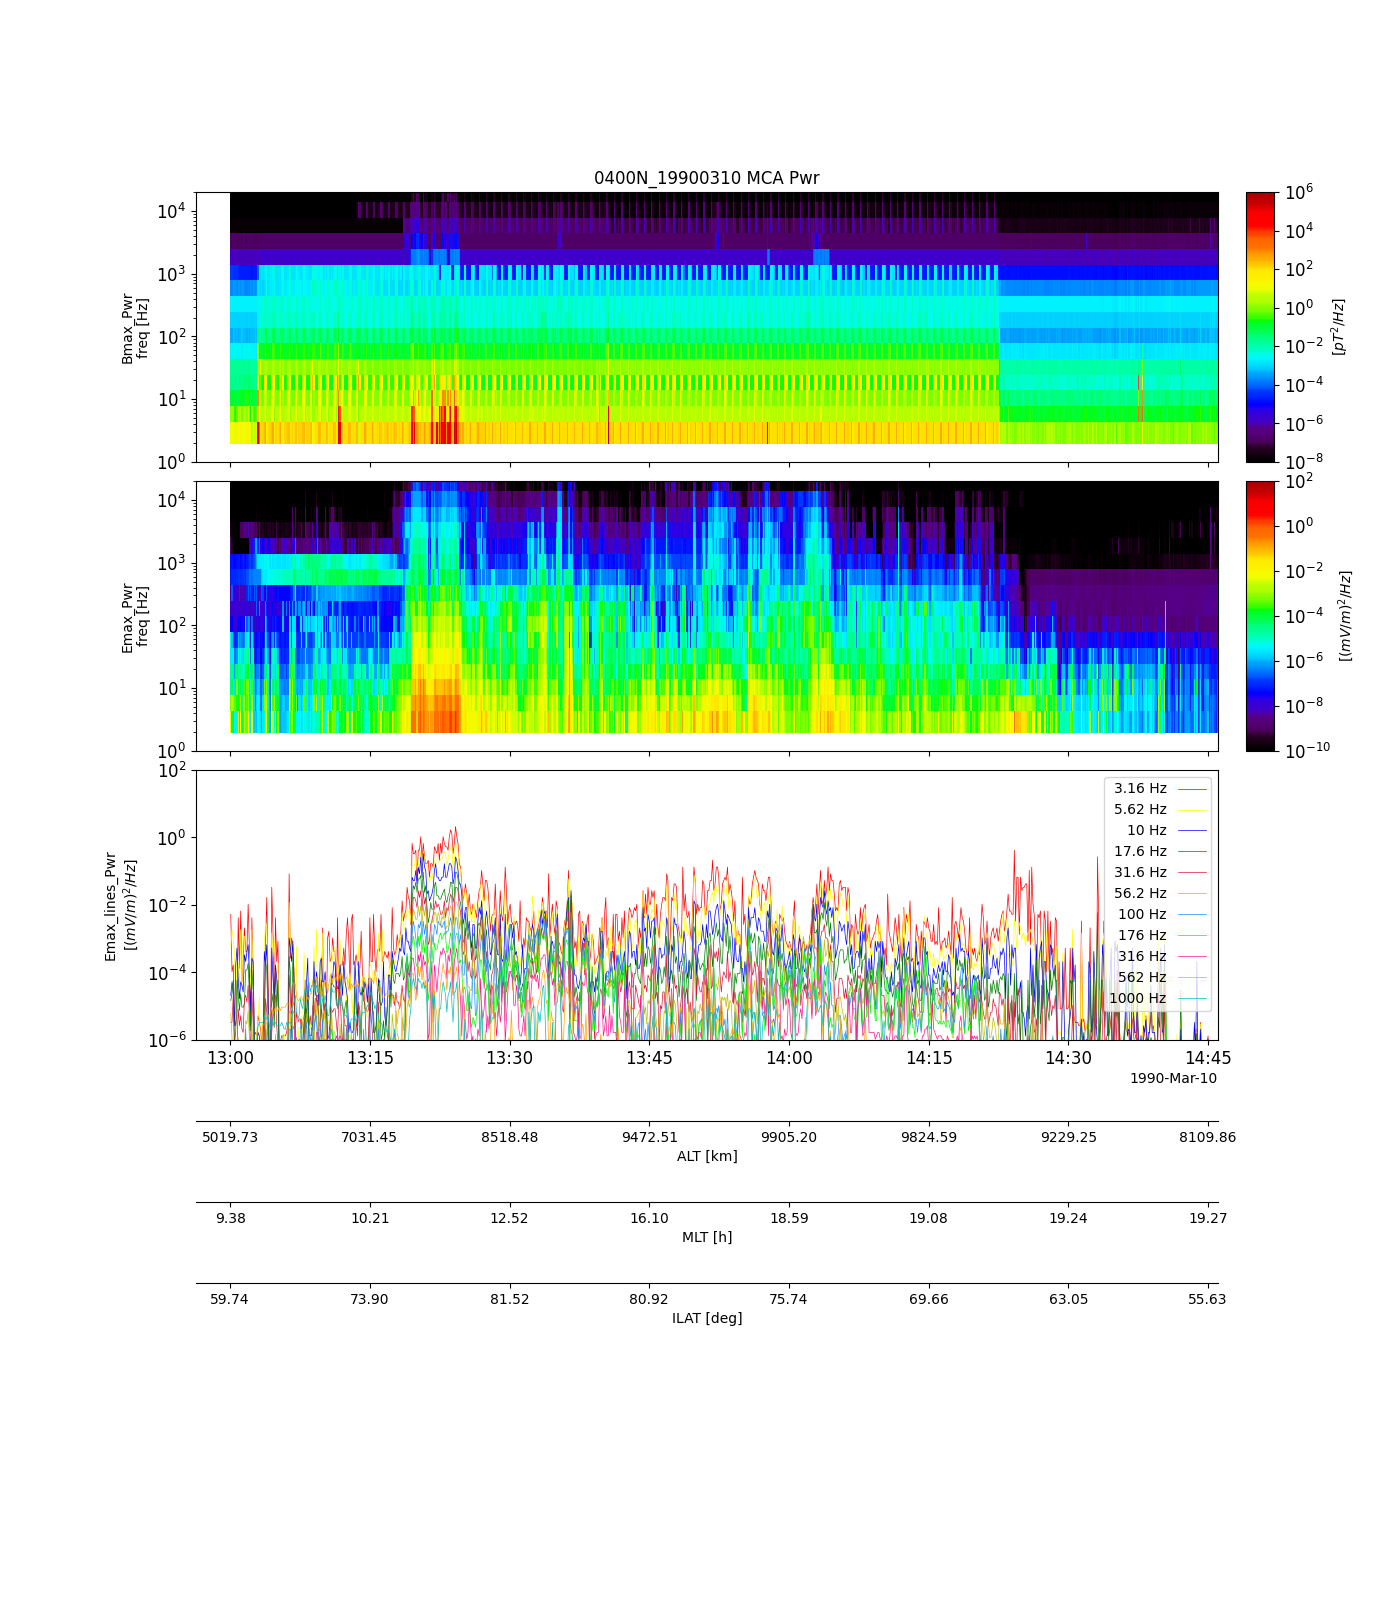 0400N_19900310 MCA Pwr
Bmax_Pwr
freq [Hz]
10^4
10^3
10^2
10^1
10^0
10^6
10^4
10^2
10^0
10^−2
10^−4
10^−6
10^−8
[pT^2/Hz]
Emax_Pwr
freq [Hz]
10^4
10^3
10^2
10^1
10^0
10^2
10^0
10^−2
10^−4
10^−6
10^−8
10^−10
[(mV/m)^2/Hz]
Emax_lines_Pwr
[(mV/m)^2/Hz]
10^2
10^0
10^−2
10^−4
10^−6
3.16 Hz
5.62 Hz
10 Hz
17.6 Hz
31.6 Hz
56.2 Hz
100 Hz
176 Hz
316 Hz
562 Hz
1000 Hz
13:00 13:15 13:30 13:45 14:00 14:15 14:30 14:45
1990-Mar-10
5019.73 7031.45 8518.48 9472.51 9905.20 9824.59 9229.25 8109.86
ALT [km]
9.38 10.21 12.52 16.10 18.59 19.08 19.24 19.27
MLT [h]
59.74 73.90 81.52 80.92 75.74 69.66 63.05 55.63
ILAT [deg]